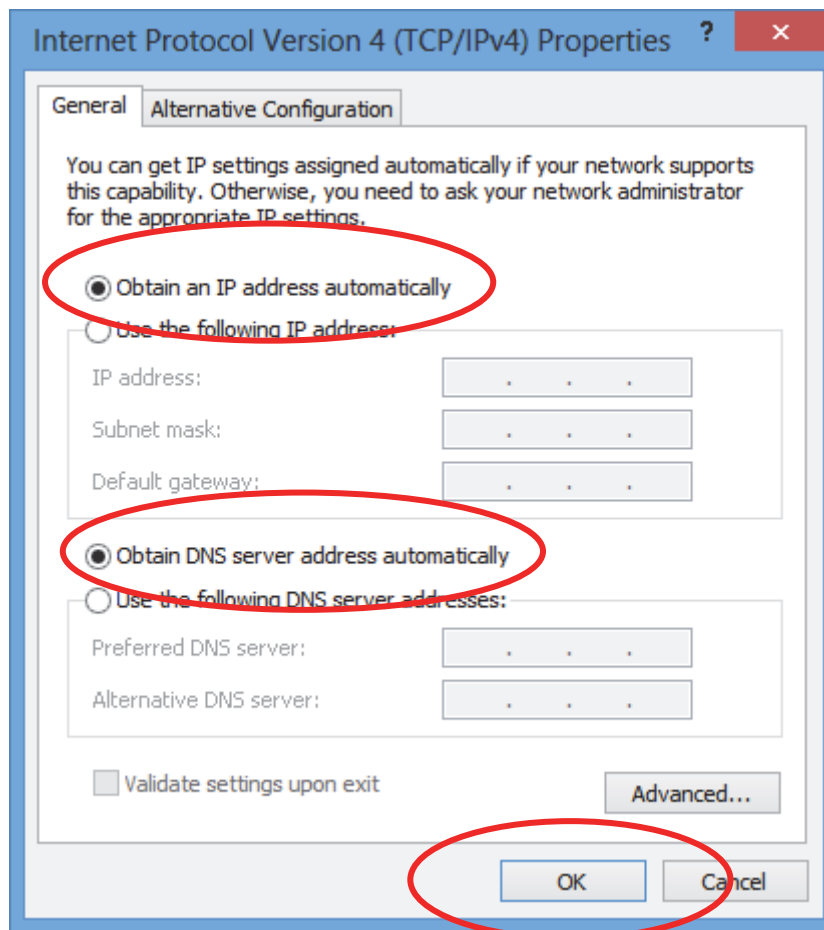 Internet Protocol Version 4 (TCP/IPv4) Properties ?
General Alternative Configuration
You can get IP settings assigned automatically if your network supports
this capability. Otherwise, you need to ask your network administrator
for the appropriate IP settings.
Obtain an IP address automatically
Use the following IP address:
IP address: . . .
Subnet mask: . . .
Default gateway: . . .
Obtain DNS server address automatically
Use the following DNS server addresses:
Preferred DNS server: . . .
Alternative DNS server: . . .
Validate settings upon exit
Advanced...
OK Cancel